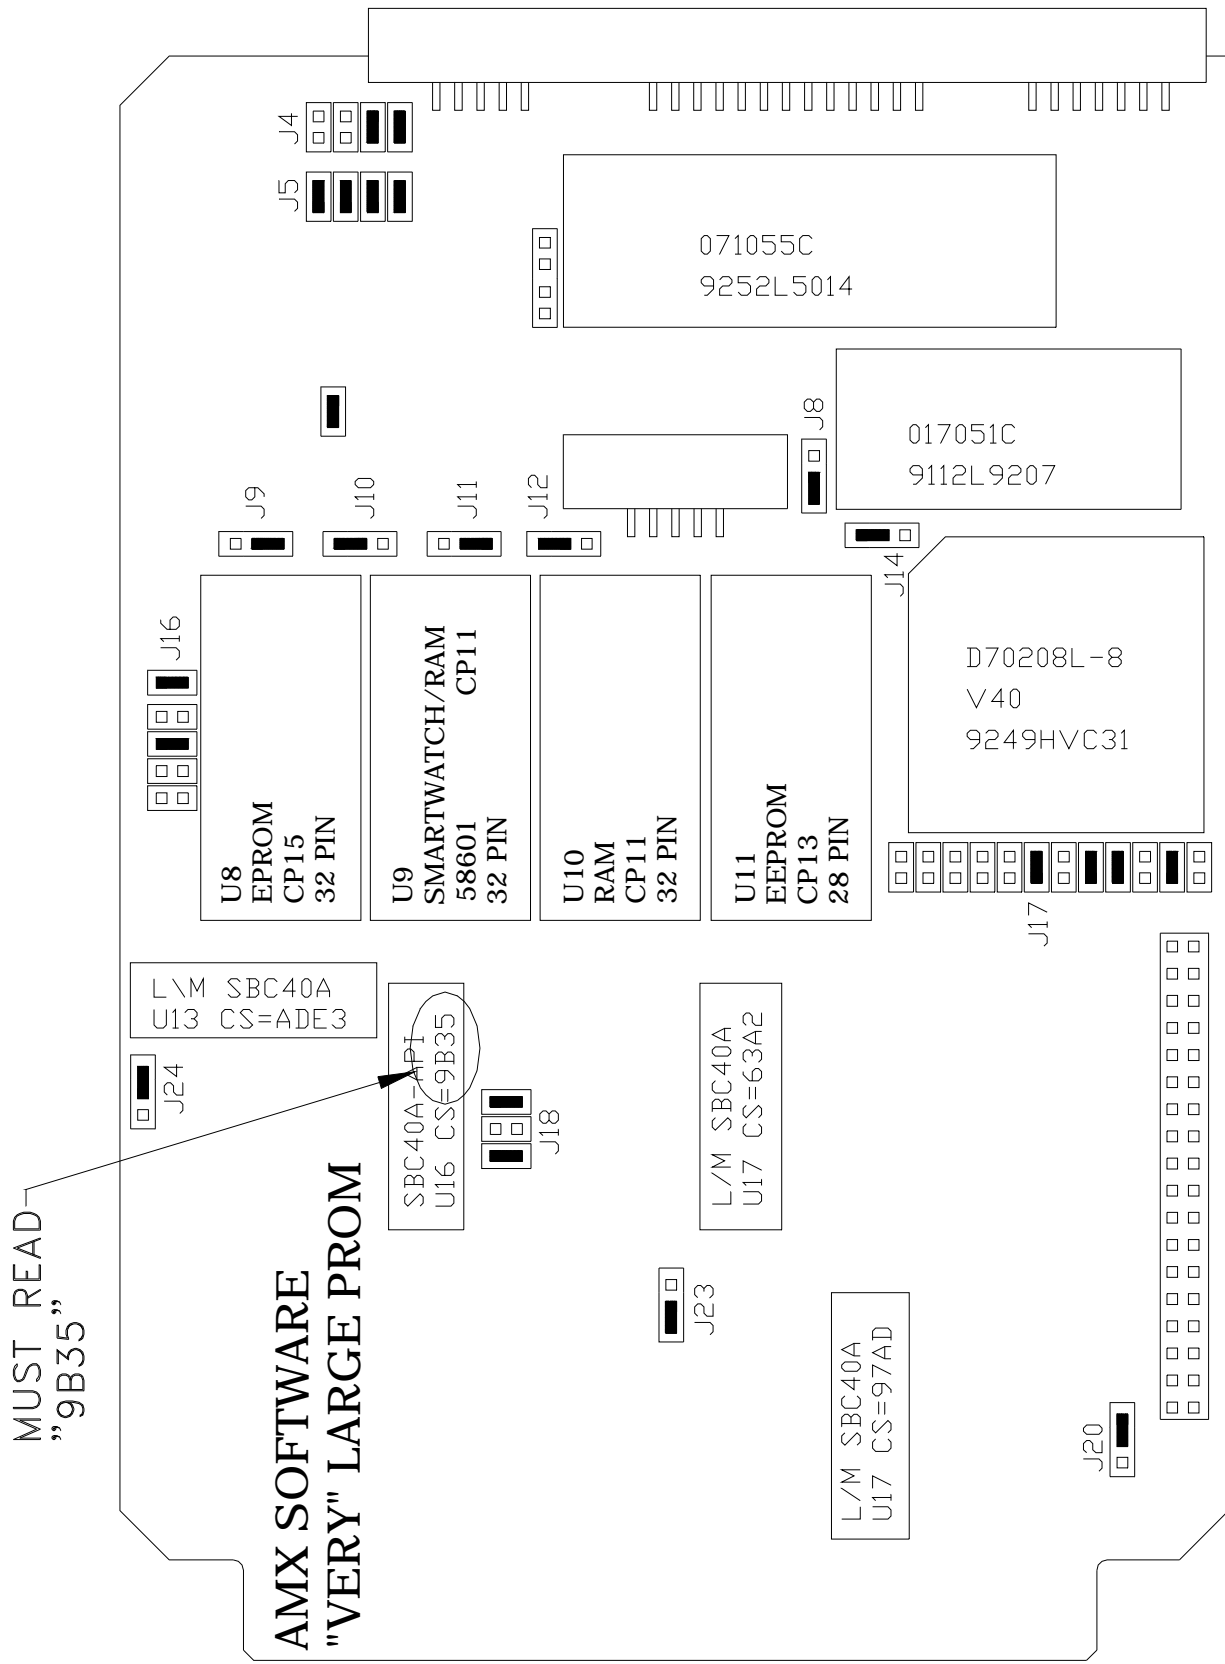 J4
J5
071055C
9252L5014
J8
017051C
9112L9207
J9
J10
J11
J12
J14
J16
U8
EPROM
CP15
32 PIN
U9
SMARTWATCH/RAM
58601 CP11
32 PIN
U10
RAM
CP11
32 PIN
U11
EEPROM
CP13
28 PIN
D70208L-8
V40
9249HVC31
J17
L\M SBC40A
U13 CS=ADE3
J24
SBC40A-API
U16 CS=9B35
J18
L/M SBC40A
U17 CS=63A2
MUST READ
"9B35"
AMX SOFTWARE
"VERY" LARGE PROM
J23
L/M SBC40A
U17 CS=97AD
J20